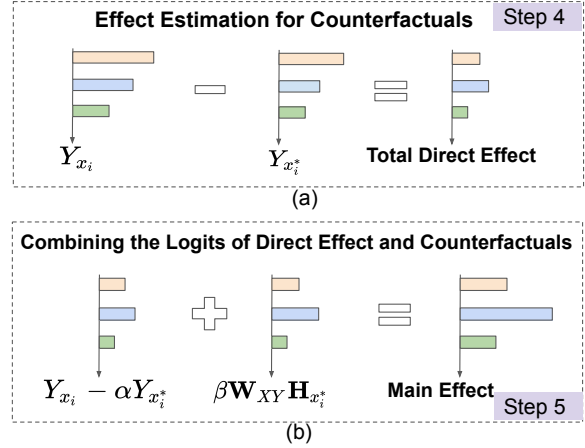 Effect Estimation for Counterfactuals
Step 4
Y_{x_i}
Y_{x_i^*}
Total Direct Effect
(a)
Combining the Logits of Direct Effect and Counterfactuals
Y_{x_i} − αY_{x_i^*}
β𝐖_{XY}𝐇_{x_i^*}
Main Effect
Step 5
(b)